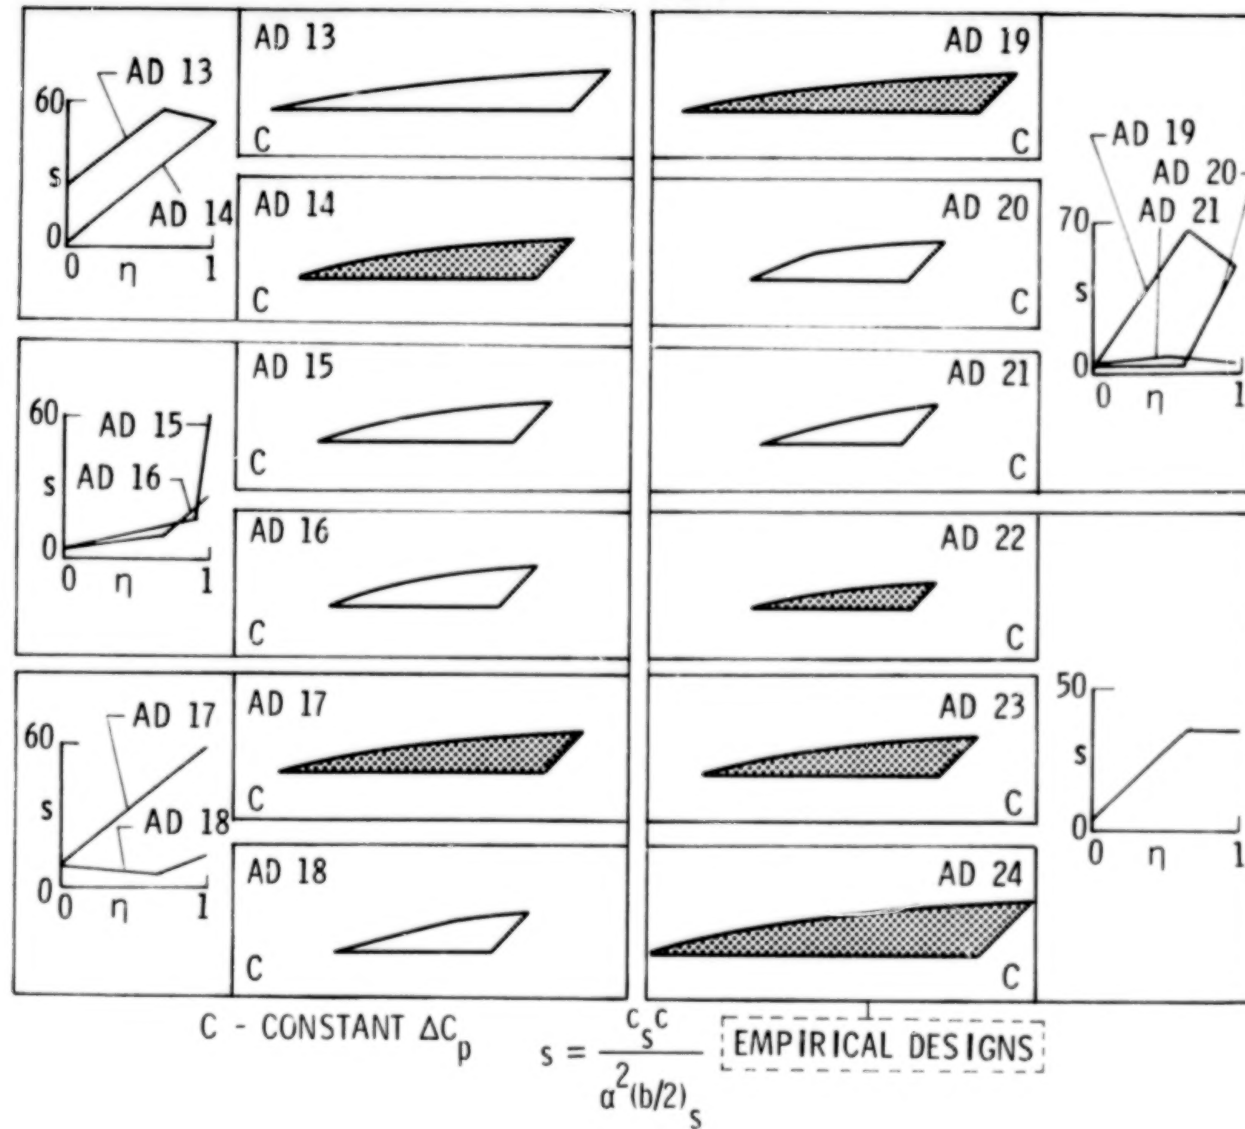 AD 13
60
s
0
AD 14
0 η 1
AD 13
C
AD 14
C
60
AD 15
s
AD 16
0
0 η 1
AD 15
C
AD 16
C
60
AD 17
s
AD 18
0
0 η 1
AD 17
C
AD 18
C
AD 19
C
AD 20
C
AD 21
C
AD 19
AD 20
70
AD 21
s
0
0 η 1
AD 22
C
AD 23
C
AD 24
C
50
s
0
0 η 1
C - CONSTANT ΔC_p
s = c_s c / α²(b/2)_s
EMPIRICAL DESIGNS